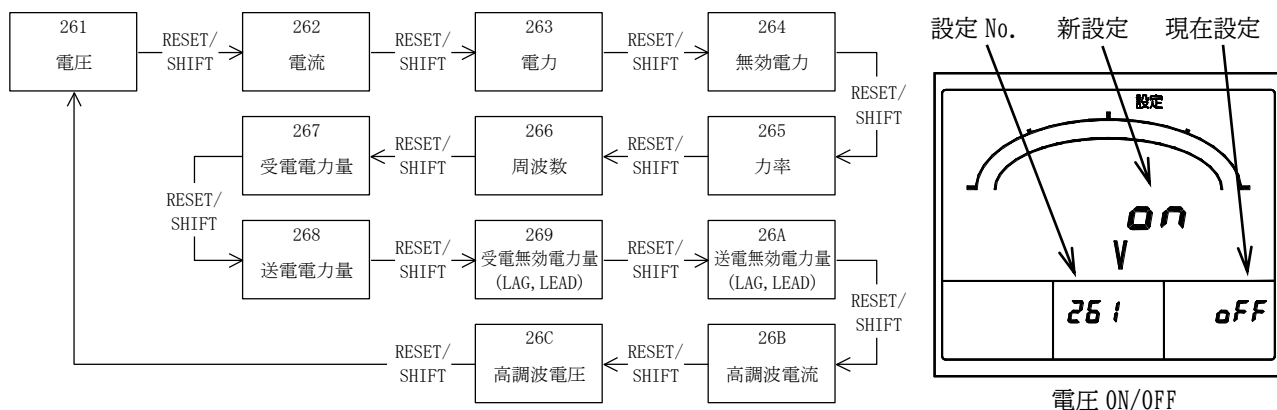 261
電圧
RESET/
SHIFT
262
電流
RESET/
SHIFT
263
電力
RESET/
SHIFT
264
無効電力
RESET/
SHIFT
265
力率
RESET/
SHIFT
266
周波数
RESET/
SHIFT
267
受電電力量
RESET/
SHIFT
268
送電電力量
RESET/
SHIFT
269
受電無効電力量
(LAG,LEAD)
RESET/
SHIFT
26A
送電無効電力量
(LAG,LEAD)
RESET/
SHIFT
26B
高調波電流
RESET/
SHIFT
26C
高調波電圧
RESET/
SHIFT
設定 No. 新設定 現在設定
設定
on
V
261 oFF
電圧 ON/OFF